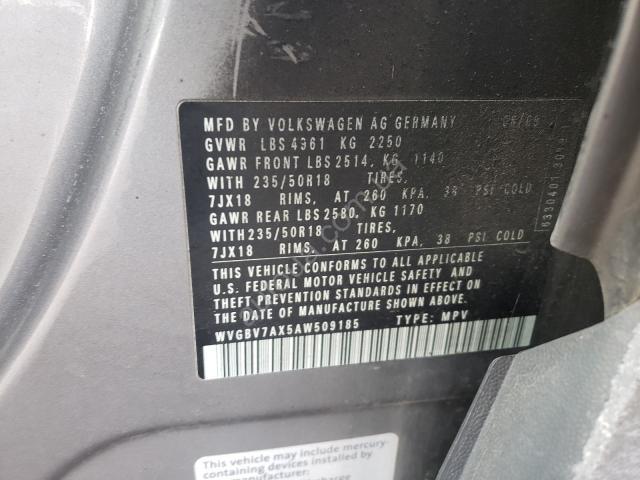 MFD BY VOLKSWAGEN AG GERMANY
GVWR LBS 4961 KG 2250
GAWR FRONT LBS 2514, KG 1140
WITH 235/50R18 TIRES,
7JX18 RIMS, AT 260 KPA, 38 PSI COLD
GAWR REAR LBS 2580, KG 1170
WITH235/50R18 TIRES,
7JX18 RIMS, AT 260 KPA, 38 PSI COLD
THIS VEHICLE CONFORMS TO ALL APPLICABLE
U.S. FEDERAL MOTOR VEHICLE SAFETY AND
THEFT PREVENTION STANDARDS IN EFFECT ON
THE DATE OF MANUFACTURE SHOWN ABOVE
WVGBV7AX5AW509185 TYPE: MPV
This vehicle may include mercury-
containing devices installed by
manufacturer: